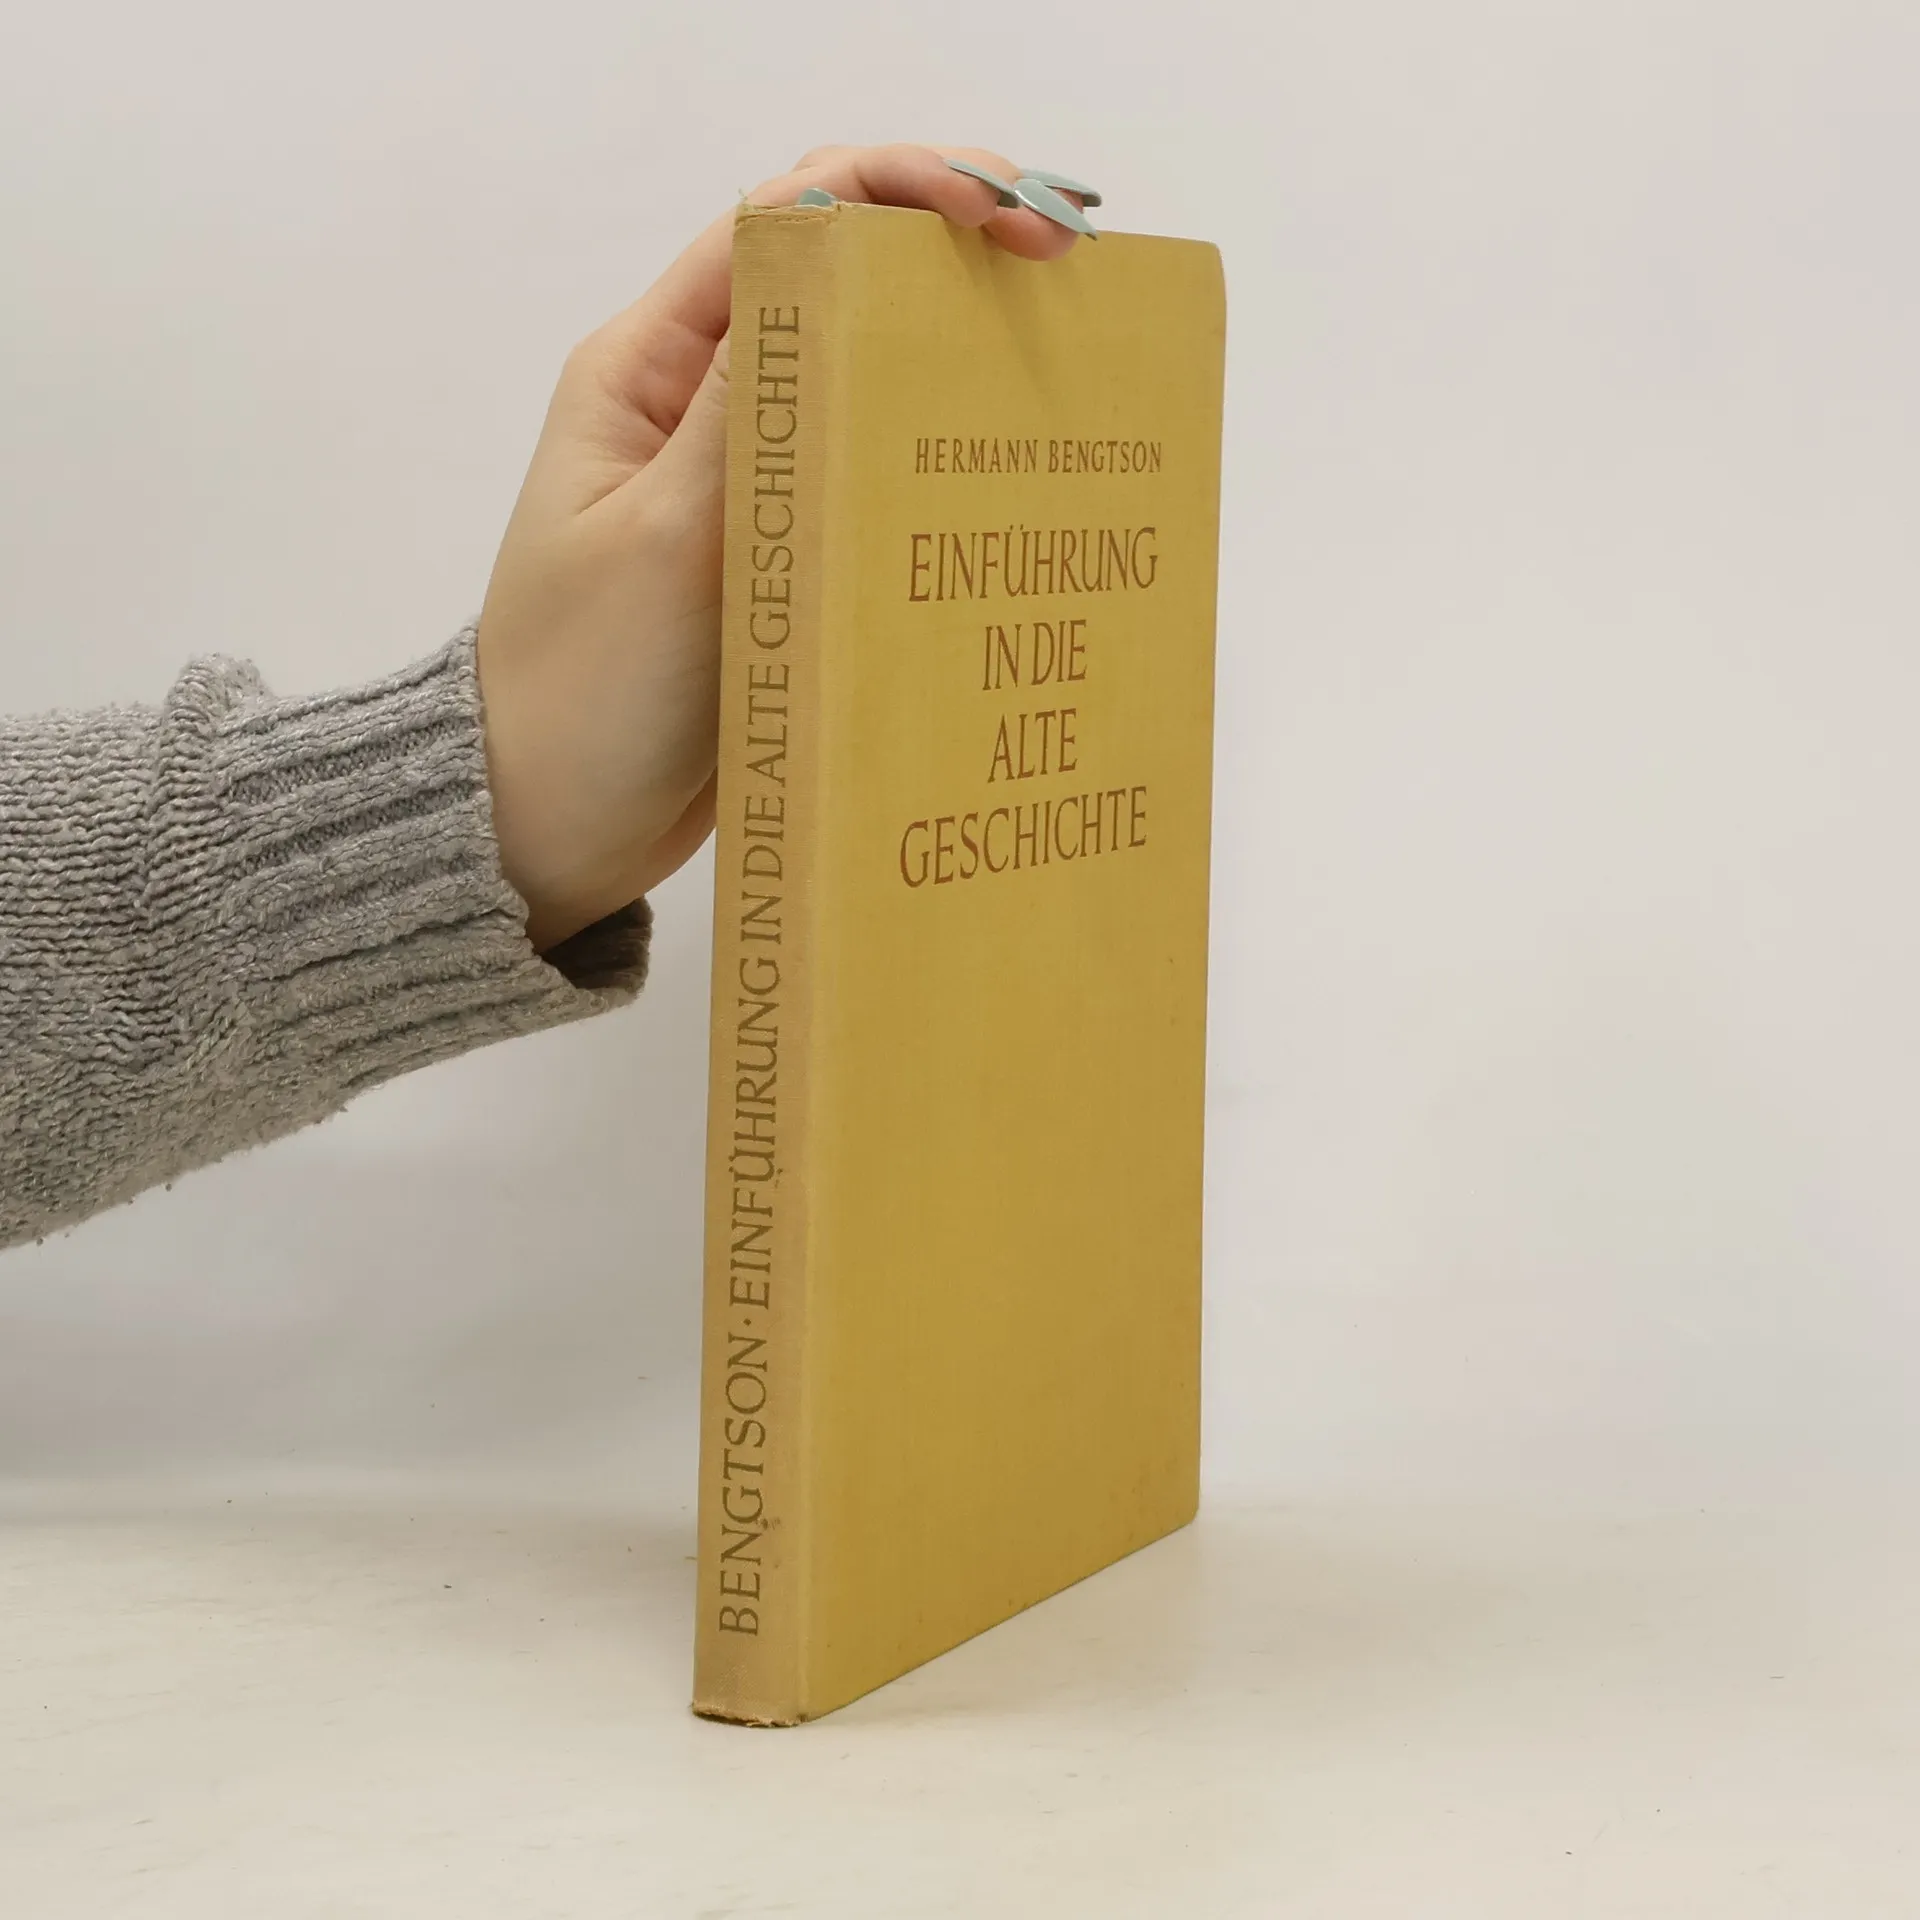 BENGTSON · EINFÜHRUNG IN DIE ALTE GESCHICHTE
HERMANN BENGTSON
EINFÜHRUNG
IN DIE
ALTE
GESCHICHTE